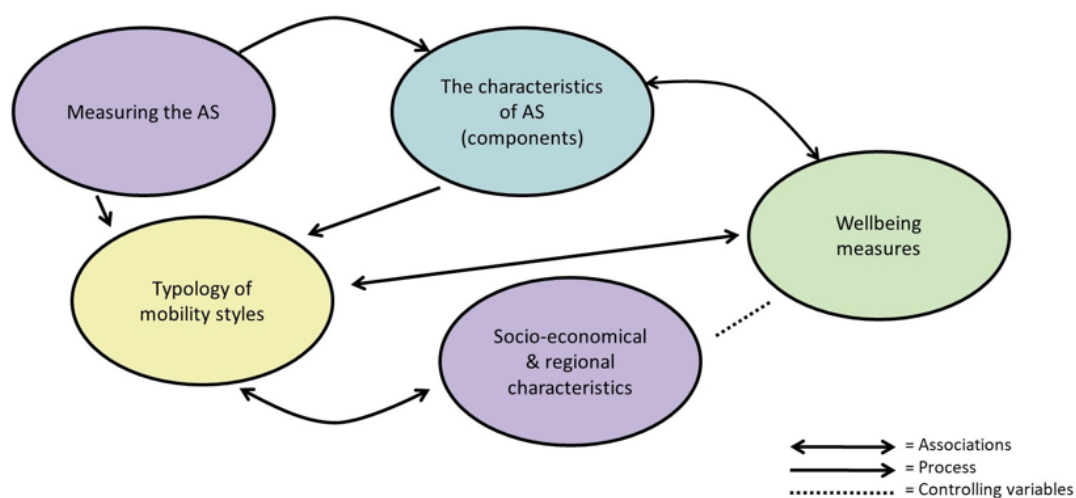 Measuring the AS
The characteristics
of AS
(components)
Wellbeing
measures
Typology of
mobility styles
Socio-economical
& regional
characteristics
= Associations
= Process
= Controlling variables